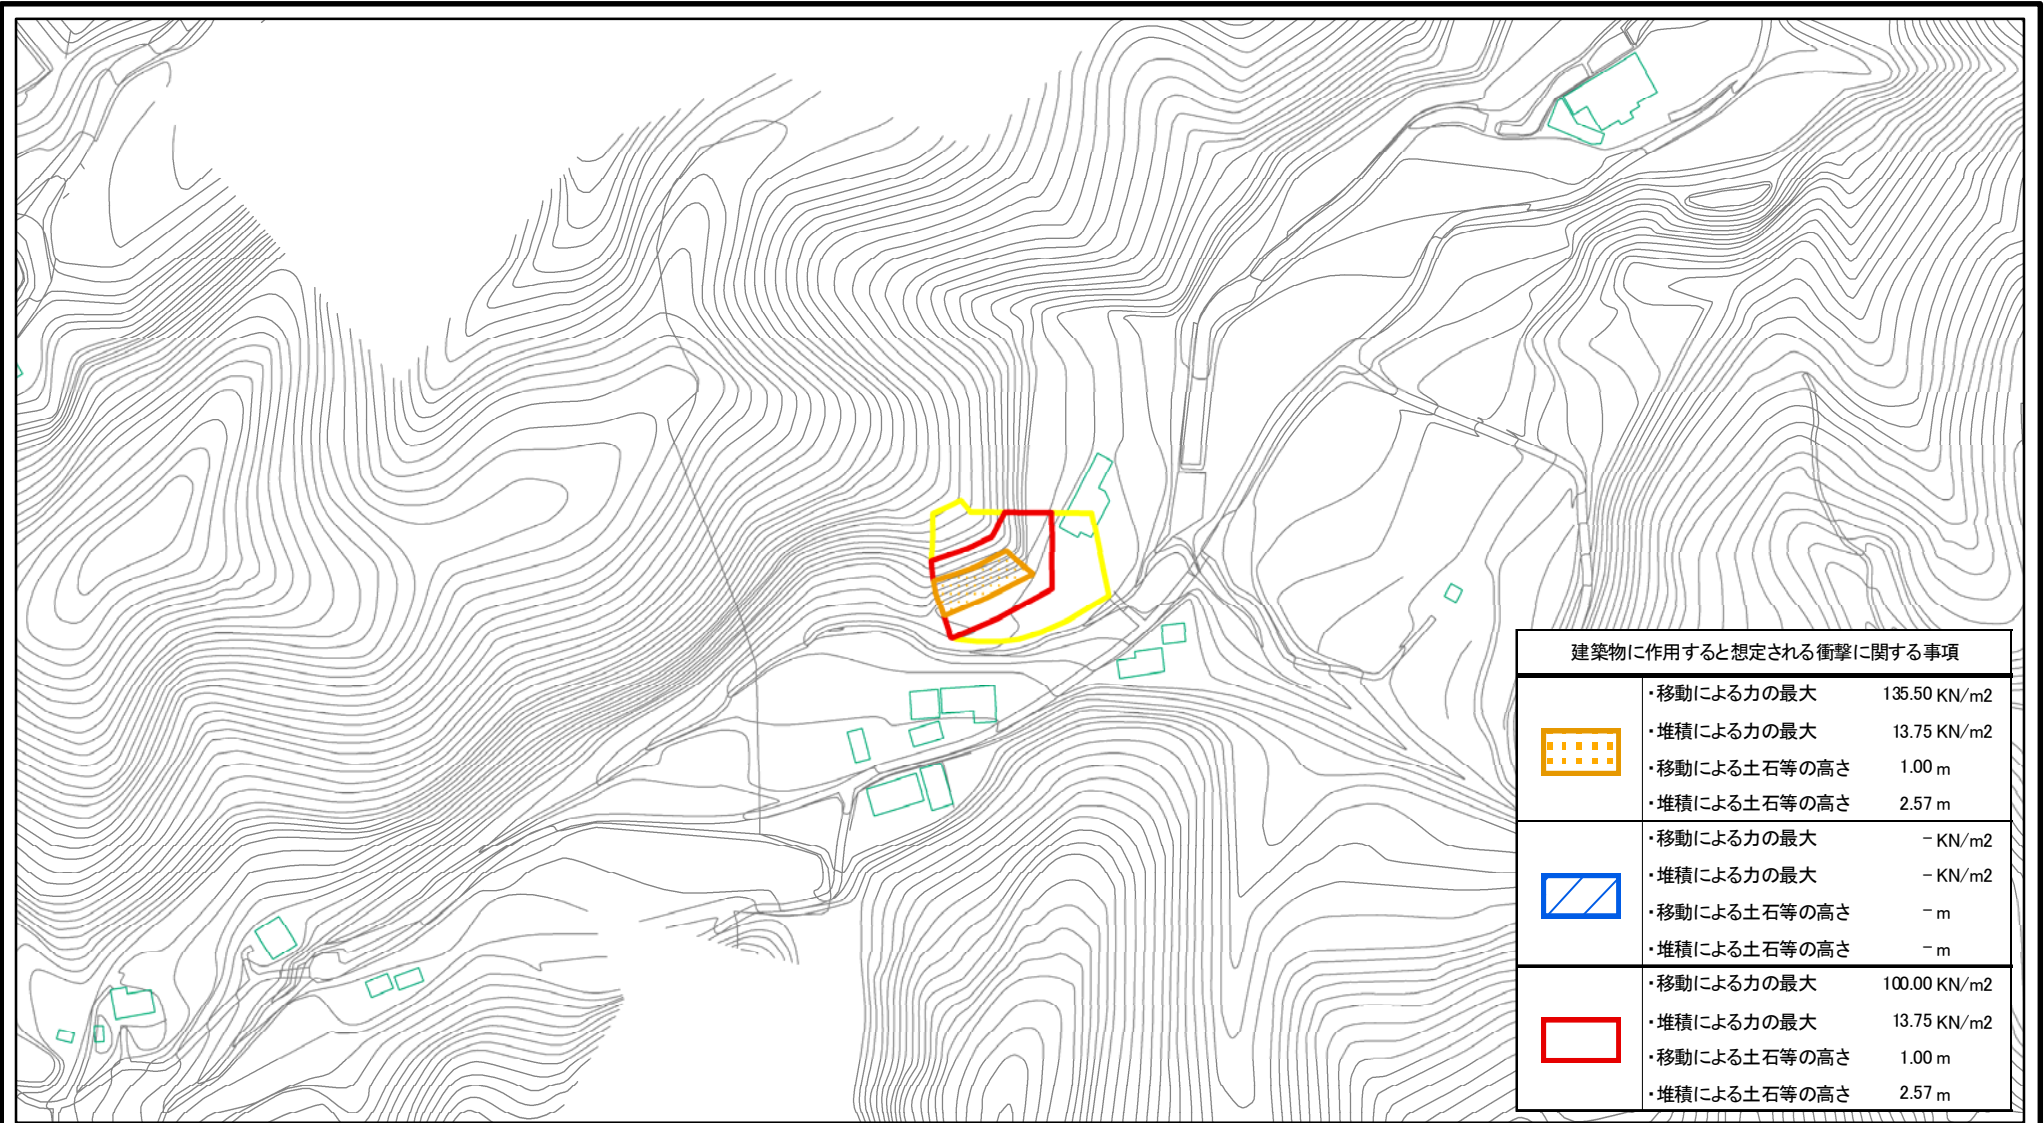 建築物に作用すると想定される衝撃に関する事項
・移動による力の最大 135.50 KN/m2
・堆積による力の最大 13.75 KN/m2
・移動による土石等の高さ 1.00 m
・堆積による土石等の高さ 2.57 m
・移動による力の最大 - KN/m2
・堆積による力の最大 - KN/m2
・移動による土石等の高さ - m
・堆積による土石等の高さ - m
・移動による力の最大 100.00 KN/m2
・堆積による力の最大 13.75 KN/m2
・移動による土石等の高さ 1.00 m
・堆積による土石等の高さ 2.57 m